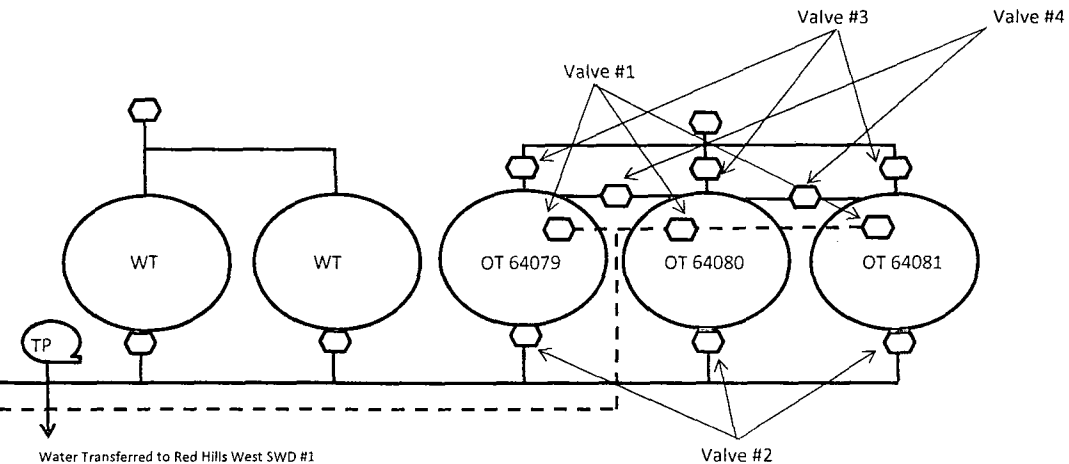 Valve #3
Valve #4
Valve #1
WT
WT
OT 64079
OT 64080
OT 64081
TP
Water Transferred to Red Hills West SWD #1
Valve #2